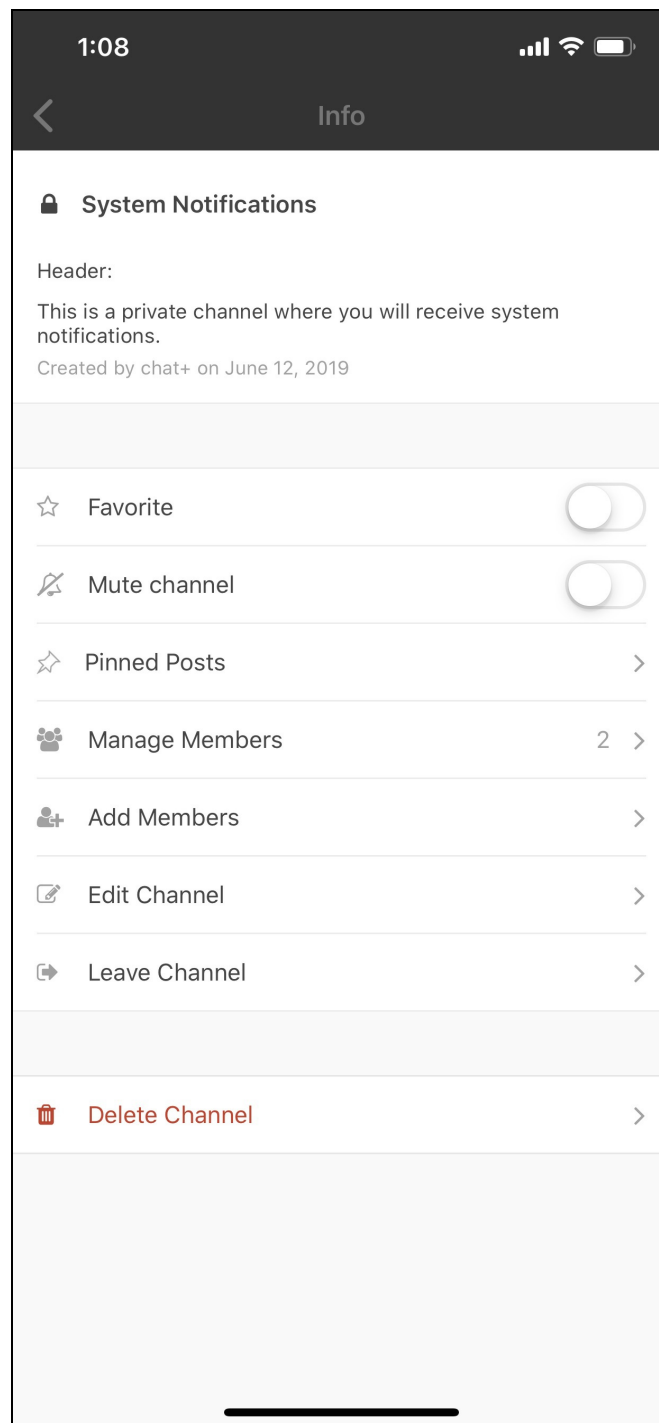 1:08
Info
System Notifications
Header:
This is a private channel where you will receive system
notifications.
Created by chat+ on June 12, 2019
Favorite
Mute channel
Pinned Posts
Manage Members 2
Add Members
Edit Channel
Leave Channel
Delete Channel